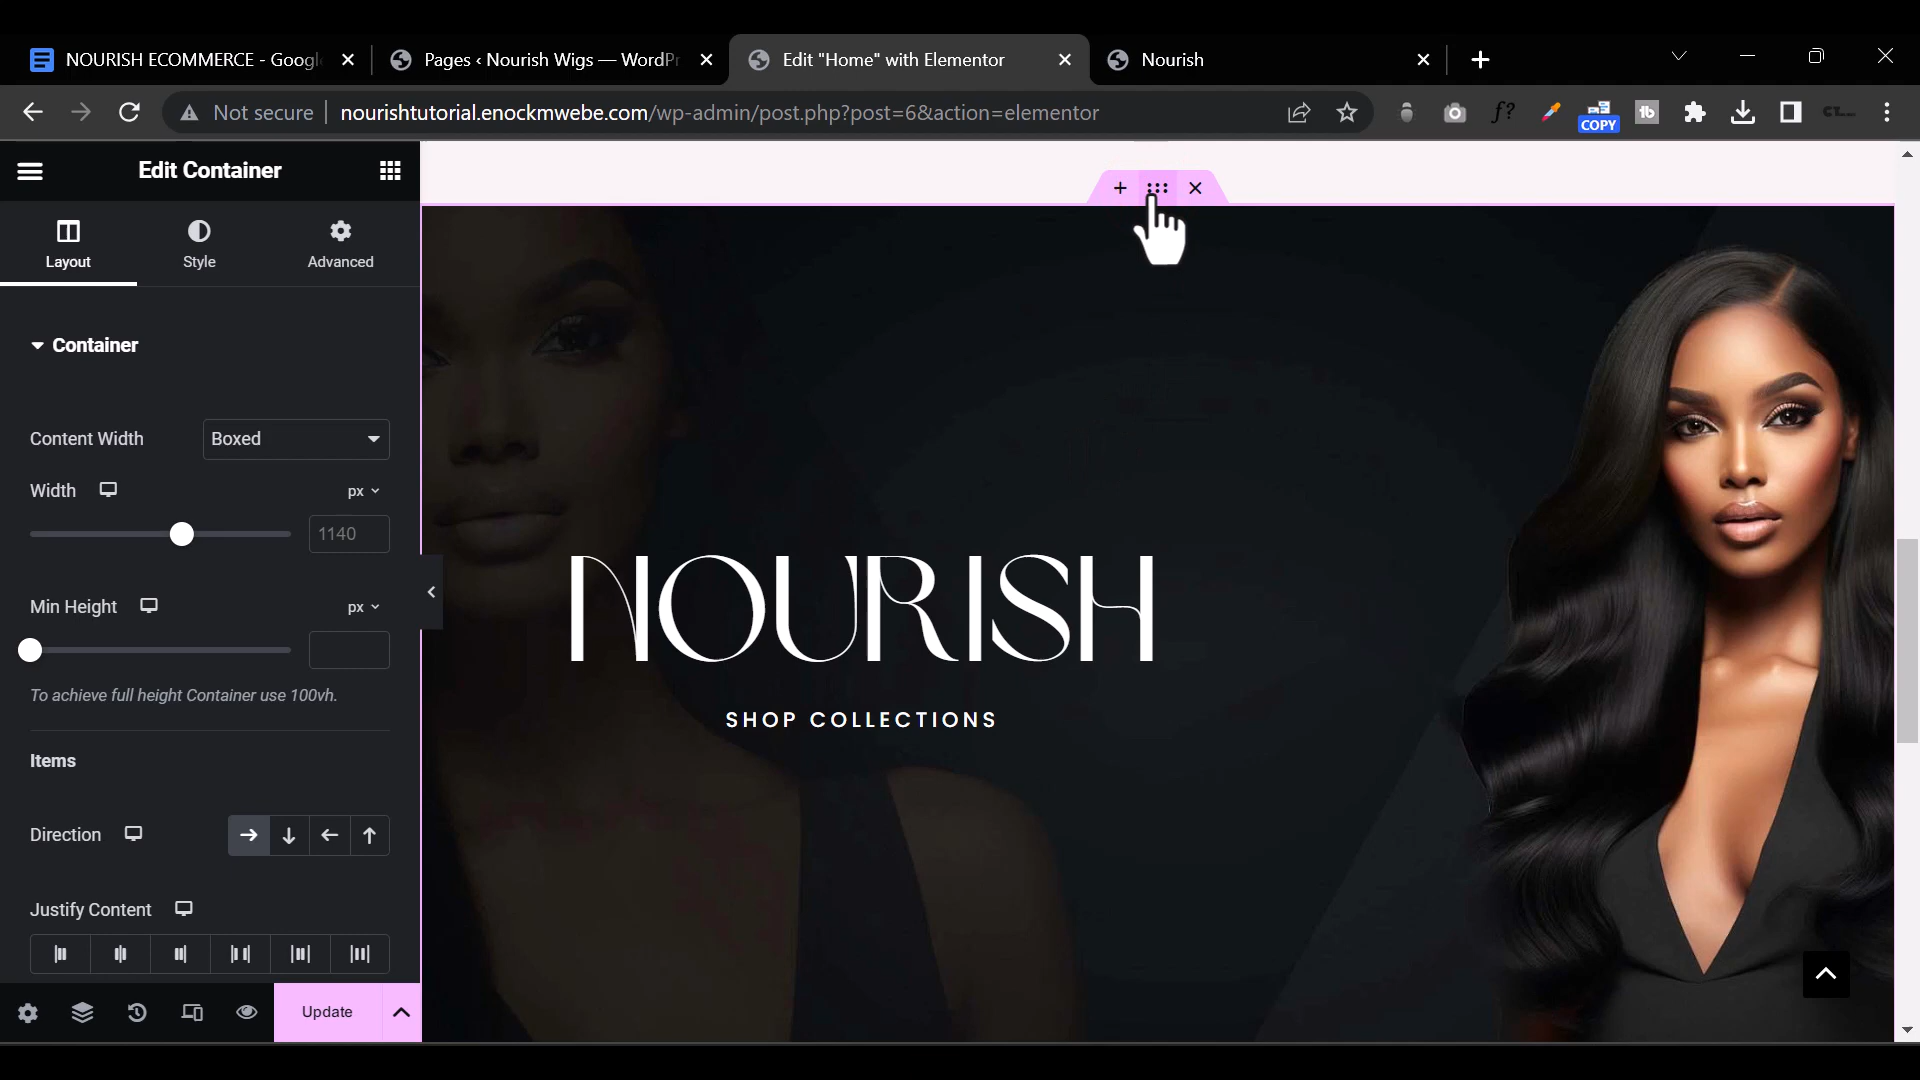 NOURISH ECOMMERCE - Googl
Pages ‹ Nourish Wigs — WordPr
Edit "Home" with Elementor
Nourish
Not secure
nourishtutorial.enockmwebe.com/wp-admin/post.php?post=6&action=elementor
f?
COPY
tb
Edit Container
Layout
Style
Advanced
Container
Content Width
Boxed
Width
px
1140
Min Height
px
To achieve full height Container use 100vh.
Items
Direction
Justify Content
Update
NOURISH
SHOP COLLECTIONS